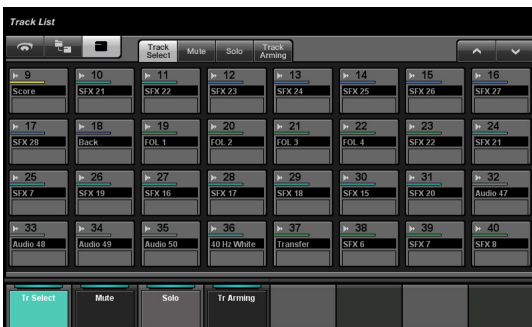 Track List
Track Select Mute Solo Track Arming
9 10 11 12 13 14 15 16
Score SFX 21 SFX 22 SFX 23 SFX 24 SFX 25 SFX 26 SFX 27
17 18 19 20 21 22 23 24
SFX 28 Back FOL 1 FOL 2 FOL 3 FOL 4 SFX 22 SFX 21
25 26 27 28 29 30 31 32
SFX 7 SFX 19 SFX 16 SFX 17 SFX 18 SFX 15 SFX 20 Audio 47
33 34 35 36 37 38 39 40
Audio 48 Audio 49 Audio 50 40 Hz White Transfer SFX 6 SFX 7 SFX 8
Tr Select Mute Solo Tr Arming